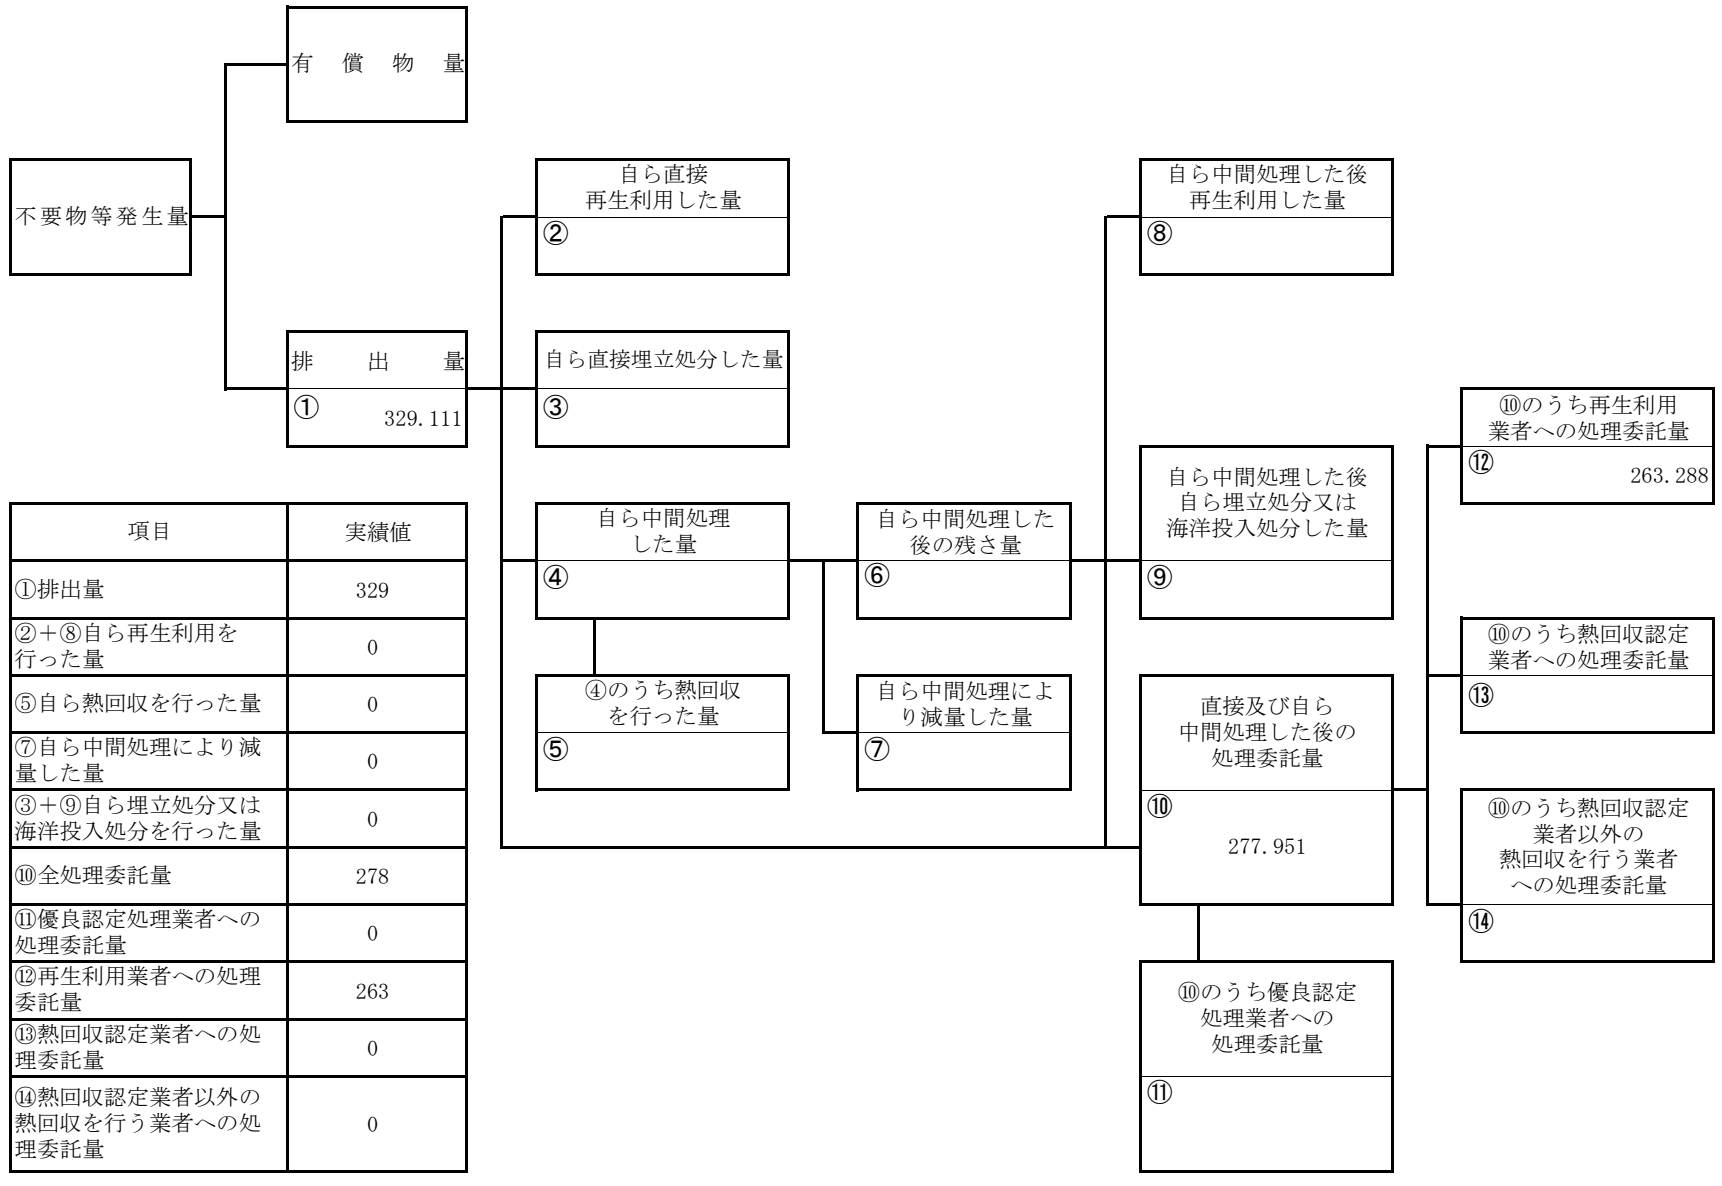 有償物量
不要物等発生量
排出量
①
329.111
自ら直接
再生利用した量
②
自ら直接埋立処分した量
③
自ら中間処理
した量
④
④のうち熱回収
を行った量
⑤
自ら中間処理した
後の残さ量
⑥
自ら中間処理によ
り減量した量
⑦
自ら中間処理した後
再生利用した量
⑧
自ら中間処理した後
自ら埋立処分又は
海洋投入処分した量
⑨
直接及び自ら
中間処理した後の
処理委託量
⑩
277.951
⑩のうち優良認定
処理業者への
処理委託量
⑪
⑩のうち再生利用
業者への処理委託量
⑫
263.288
⑩のうち熱回収認定
業者への処理委託量
⑬
⑩のうち熱回収認定
業者以外の
熱回収を行う業者
への処理委託量
⑭
項目 実績値
①排出量 329
②＋⑧自ら再生利用を
行った量 0
⑤自ら熱回収を行った量 0
⑦自ら中間処理により減
量した量 0
③＋⑨自ら埋立処分又は
海洋投入処分を行った量 0
⑩全処理委託量 278
⑪優良認定処理業者への
処理委託量 0
⑫再生利用業者への処理
委託量 263
⑬熱回収認定業者への処
理委託量 0
⑭熱回収認定業者以外の
熱回収を行う業者への処
理委託量 0